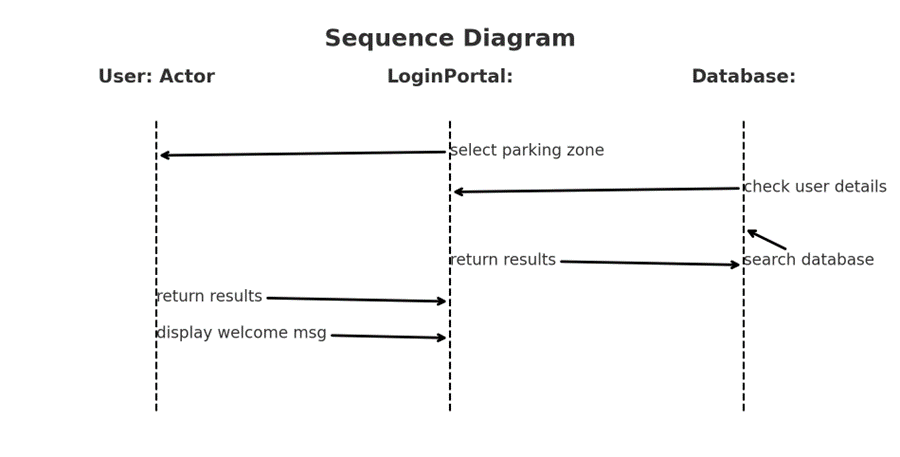 Sequence Diagram
User: Actor
LoginPortal:
Database:
select parking zone
check user details
return results
search database
return results
display welcome msg